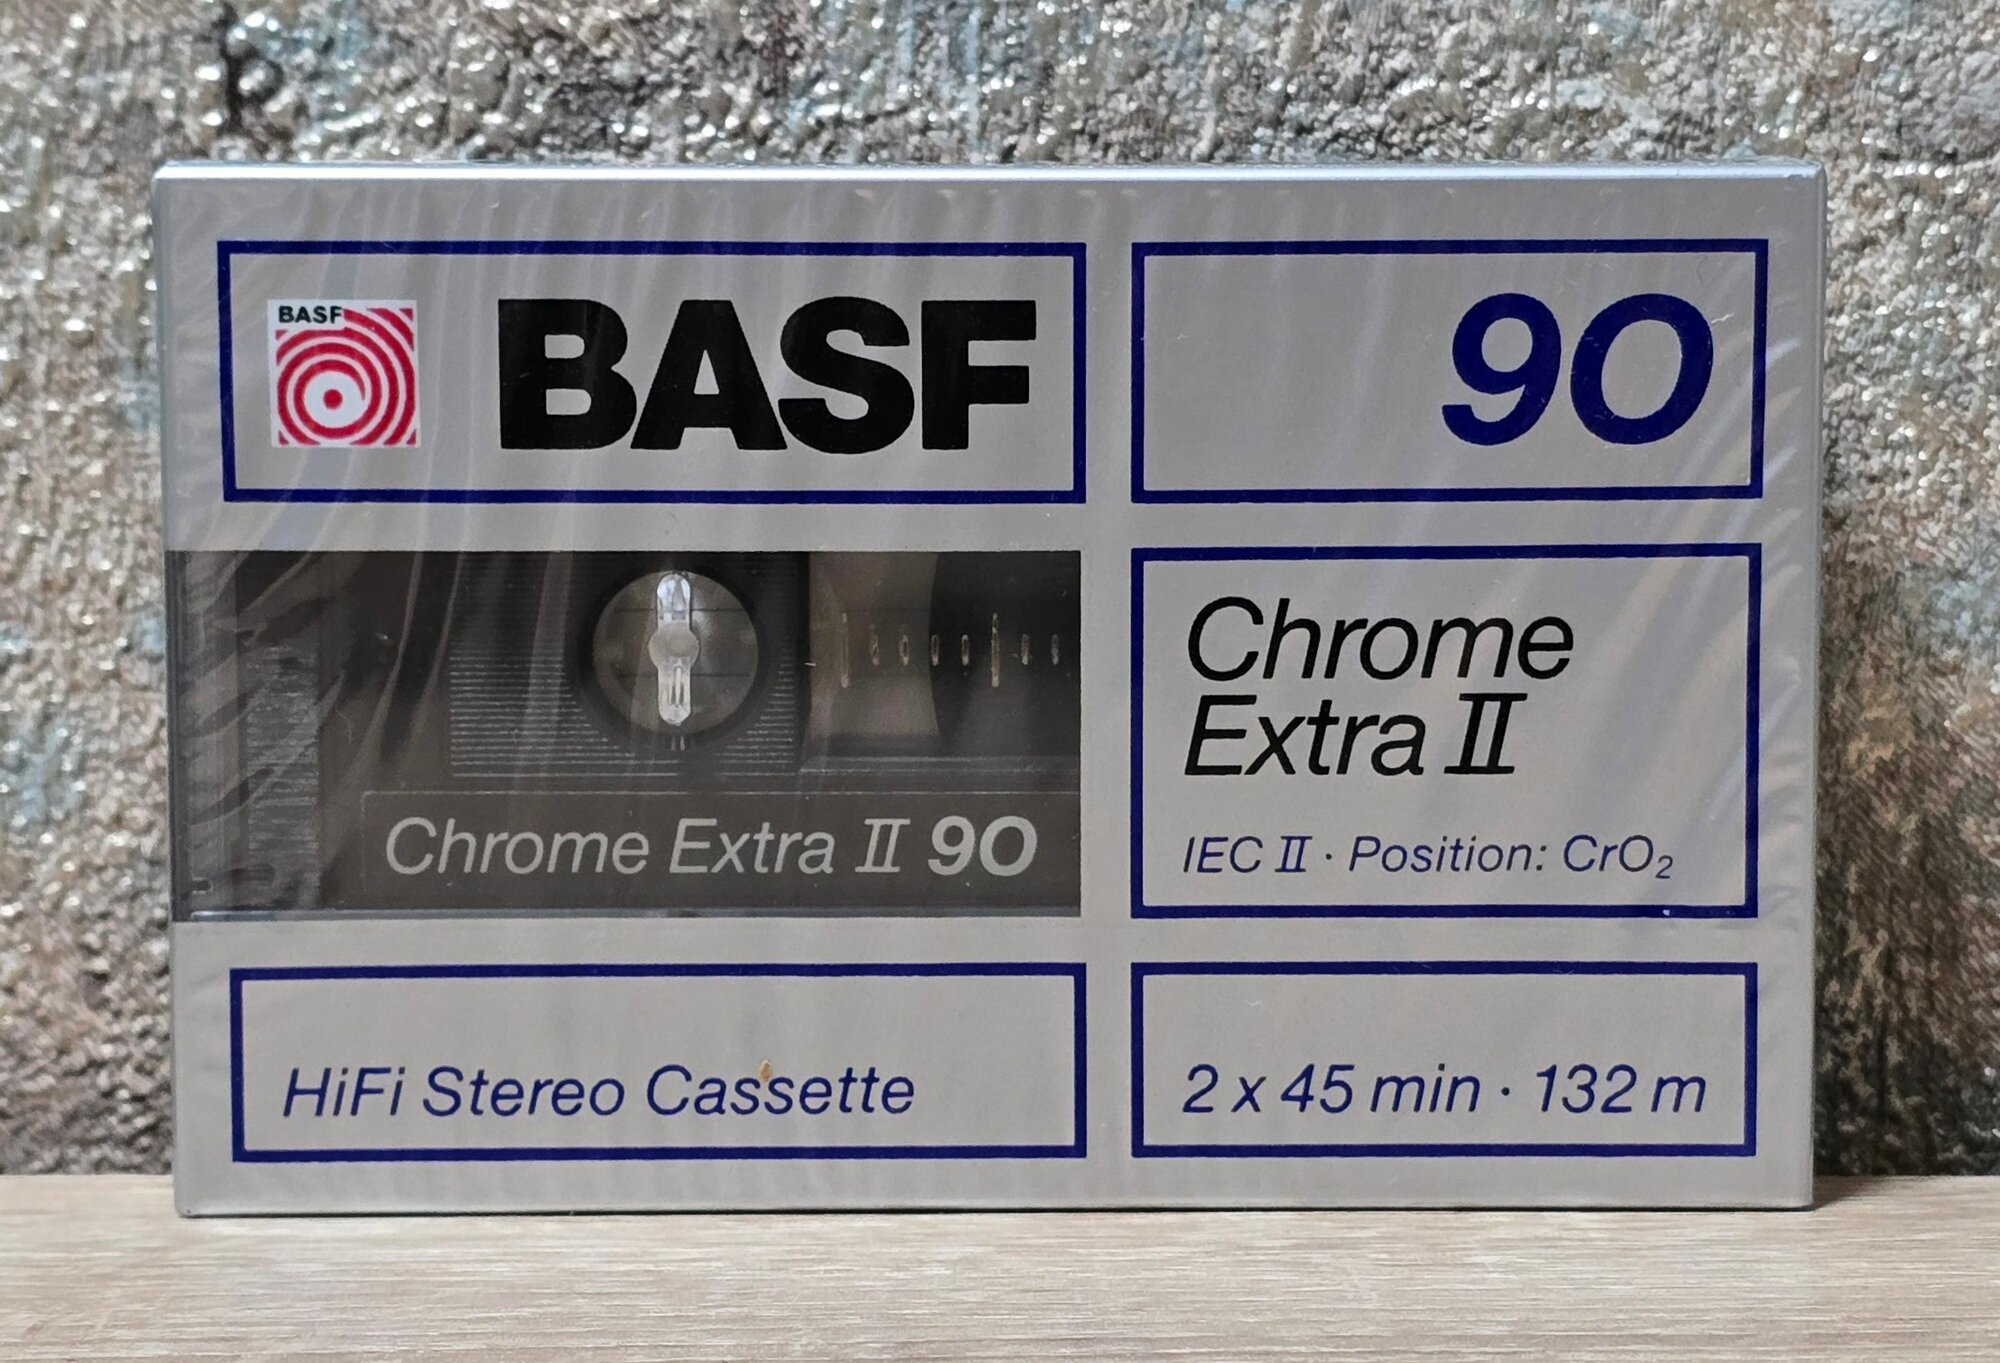 BASF
BASF
90
Chrome
Extra II
IEC II · Position: CrO₂
Chrome Extra II 90
HiFi Stereo Cassette
2 x 45 min · 132 m